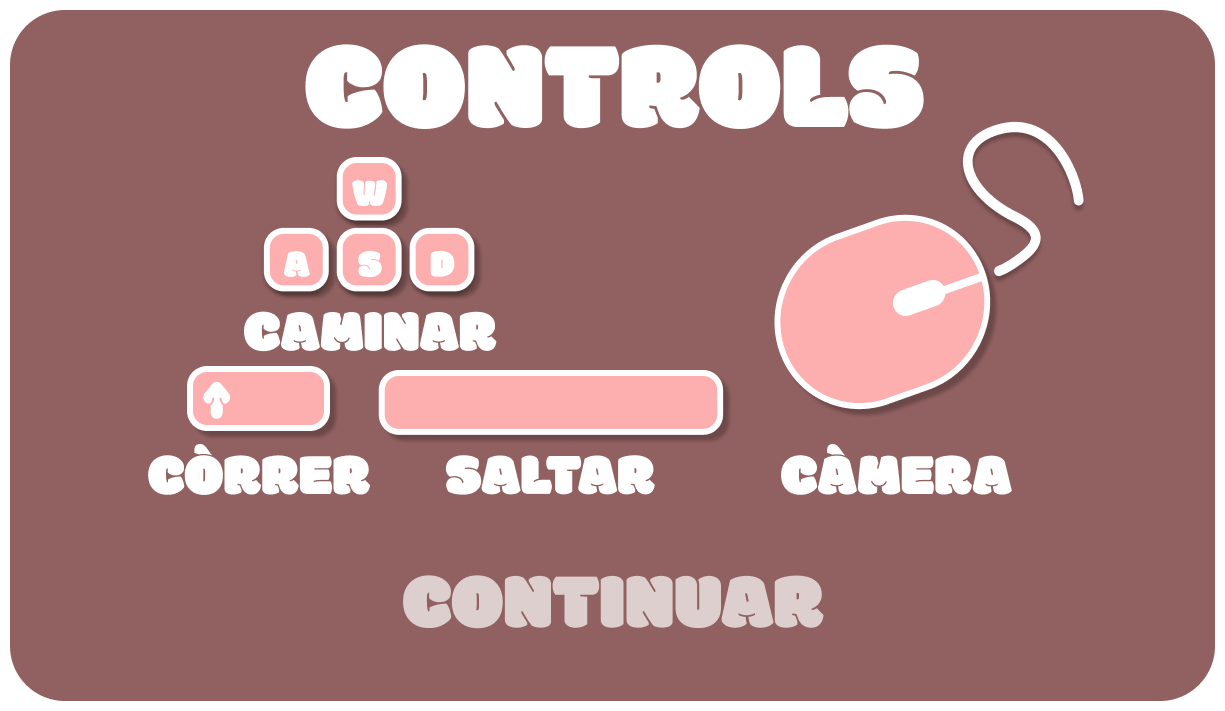 CONTROLS
W
A S D
CAMINAR
CÒRRER SALTAR CÀMERA
CONTINUAR